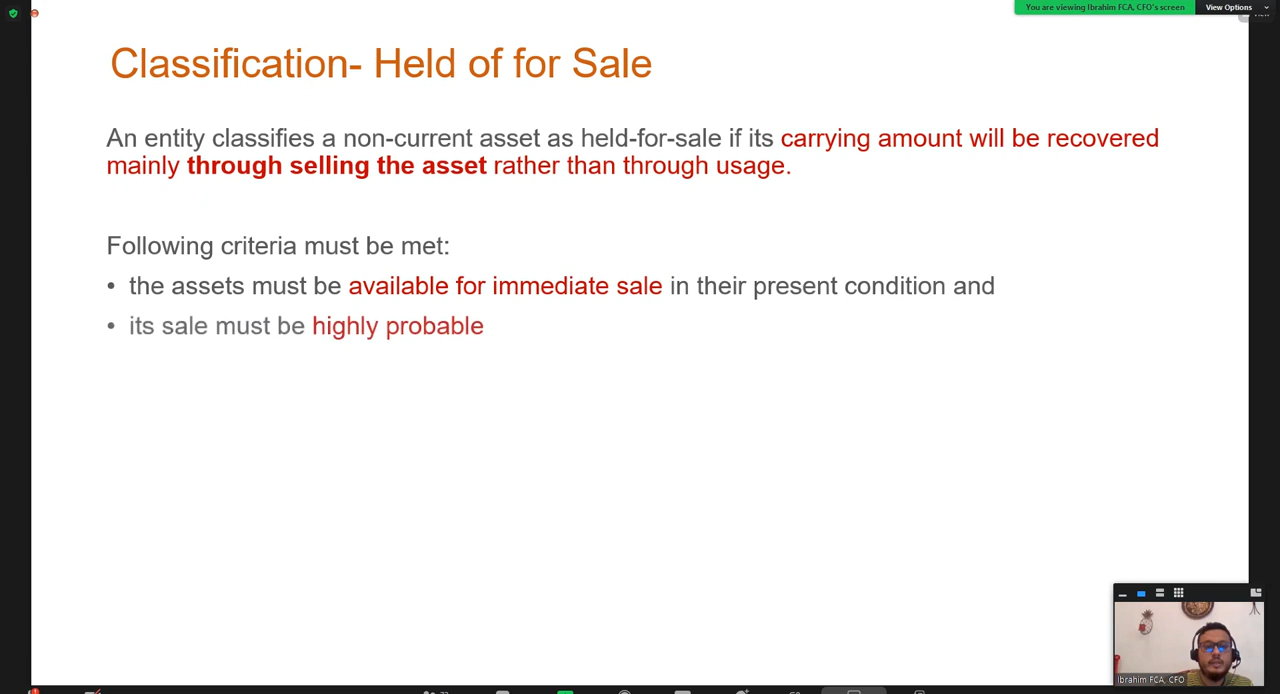 You are viewing Ibrahim FCA, CFO's screen
View Options
View
Classification- Held of for Sale
An entity classifies a non-current asset as held-for-sale if its carrying amount will be recovered
mainly through selling the asset rather than through usage.
Following criteria must be met:
• the assets must be available for immediate sale in their present condition and
• its sale must be highly probable
Ibrahim FCA, CFO